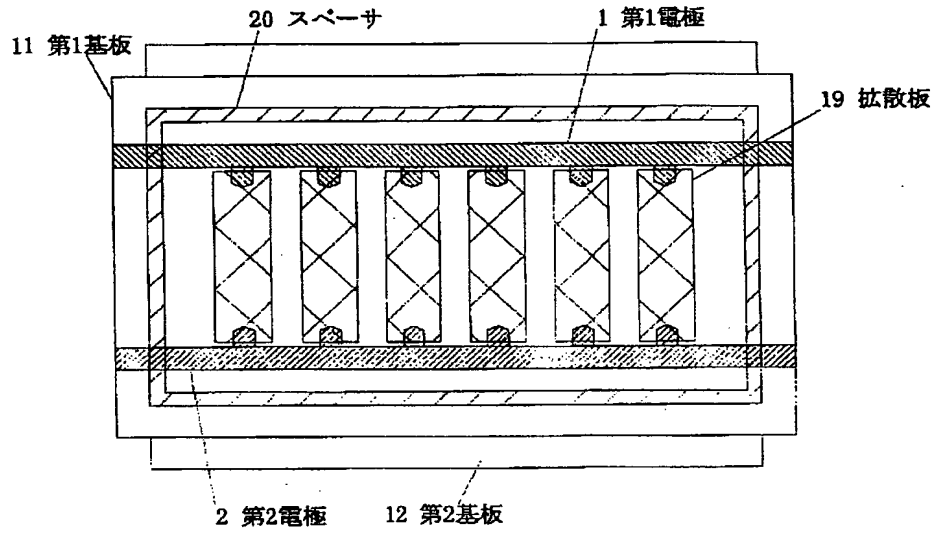 20 スペーサ
1 第1電極
11 第1基板
19 拡散板
2 第2電極
12 第2基板